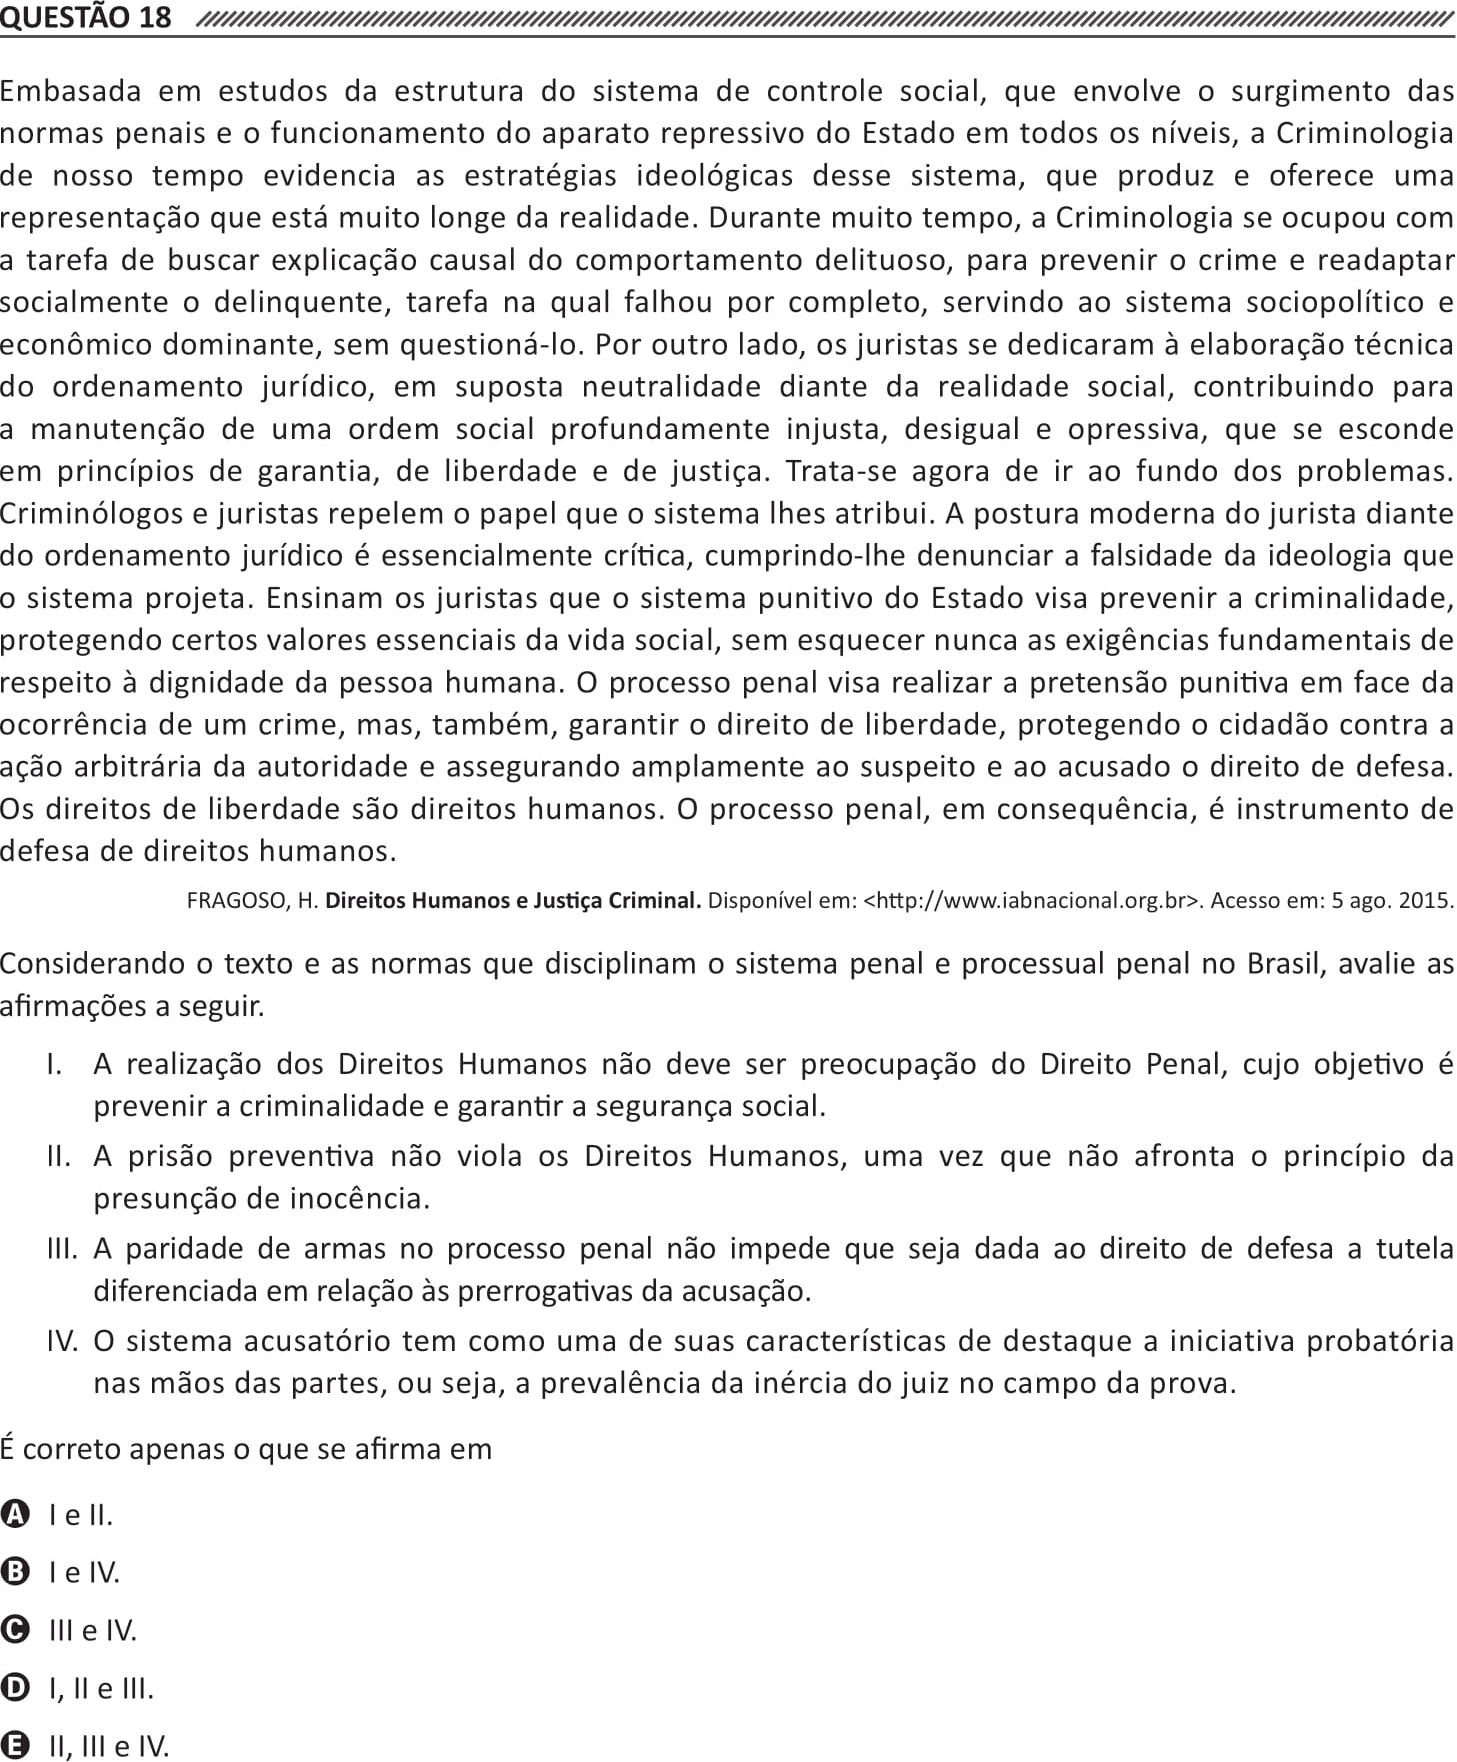 QUESTÃO 18
Embasada em estudos da estrutura do sistema de controle social, que envolve o surgimento das
normas penais e o funcionamento do aparato repressivo do Estado em todos os níveis, a Criminologia
de nosso tempo evidencia as estratégias ideológicas desse sistema, que produz e oferece uma
representação que está muito longe da realidade. Durante muito tempo, a Criminologia se ocupou com
a tarefa de buscar explicação causal do comportamento delituoso, para prevenir o crime e readaptar
socialmente o delinquente, tarefa na qual falhou por completo, servindo ao sistema sociopolítico e
econômico dominante, sem questioná-lo. Por outro lado, os juristas se dedicaram à elaboração técnica
do ordenamento jurídico, em suposta neutralidade diante da realidade social, contribuindo para
a manutenção de uma ordem social profundamente injusta, desigual e opressiva, que se esconde
em princípios de garantia, de liberdade e de justiça. Trata-se agora de ir ao fundo dos problemas.
Criminólogos e juristas repelem o papel que o sistema lhes atribui. A postura moderna do jurista diante
do ordenamento jurídico é essencialmente crítica, cumprindo-lhe denunciar a falsidade da ideologia que
o sistema projeta. Ensinam os juristas que o sistema punitivo do Estado visa prevenir a criminalidade,
protegendo certos valores essenciais da vida social, sem esquecer nunca as exigências fundamentais de
respeito à dignidade da pessoa humana. O processo penal visa realizar a pretensão punitiva em face da
ocorrência de um crime, mas, também, garantir o direito de liberdade, protegendo o cidadão contra a
ação arbitrária da autoridade e assegurando amplamente ao suspeito e ao acusado o direito de defesa.
Os direitos de liberdade são direitos humanos. O processo penal, em consequência, é instrumento de
defesa de direitos humanos.
FRAGOSO, H. Direitos Humanos e Justiça Criminal. Disponível em: <http://www.iabnacional.org.br>. Acesso em: 5 ago. 2015.
Considerando o texto e as normas que disciplinam o sistema penal e processual penal no Brasil, avalie as
afirmações a seguir.
I. A realização dos Direitos Humanos não deve ser preocupação do Direito Penal, cujo objetivo é
prevenir a criminalidade e garantir a segurança social.
II. A prisão preventiva não viola os Direitos Humanos, uma vez que não afronta o princípio da
presunção de inocência.
III. A paridade de armas no processo penal não impede que seja dada ao direito de defesa a tutela
diferenciada em relação às prerrogativas da acusação.
IV. O sistema acusatório tem como uma de suas características de destaque a iniciativa probatória
nas mãos das partes, ou seja, a prevalência da inércia do juiz no campo da prova.
É correto apenas o que se afirma em
A I e II.
B I e IV.
C III e IV.
D I, II e III.
E II, III e IV.